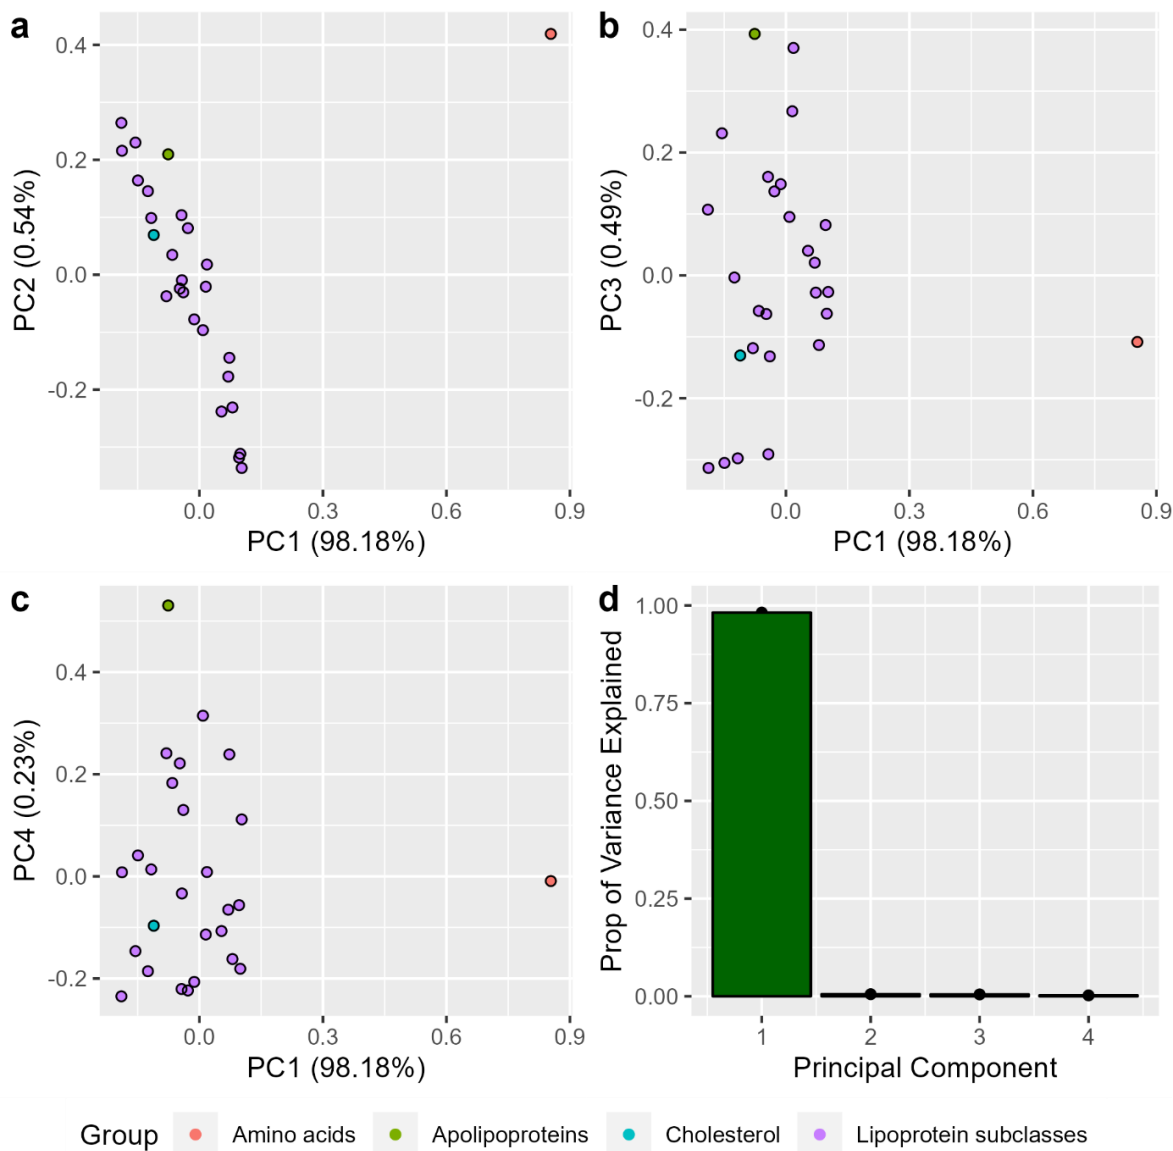 a
0.4
0.2
0.0
-0.2
PC2 (0.54%)
0.0 0.3 0.6 0.9
PC1 (98.18%)
b
0.4
0.2
0.0
-0.2
PC3 (0.49%)
0.0 0.3 0.6 0.9
PC1 (98.18%)
c
0.4
0.2
0.0
-0.2
PC4 (0.23%)
0.0 0.3 0.6 0.9
PC1 (98.18%)
d
1.00
0.75
0.50
0.25
0.00
Prop of Variance Explained
1 2 3 4
Principal Component
Group Amino acids Apolipoproteins Cholesterol Lipoprotein subclasses